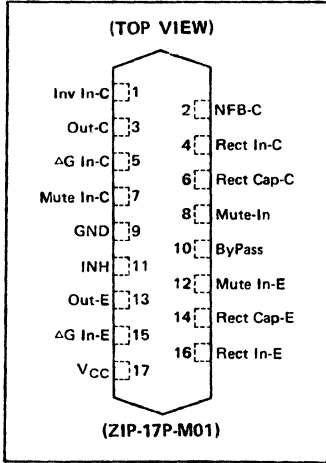 (TOP VIEW)
Inv In-C 1
2 NFB-C
Out-C 3
4 Rect In-C
△G In-C 5
6 Rect Cap-C
Mute In-C 7
8 Mute-In
GND 9
10 ByPass
INH 11
12 Mute In-E
Out-E 13
14 Rect Cap-E
△G In-E 15
16 Rect In-E
VCC 17
(ZIP-17P-M01)